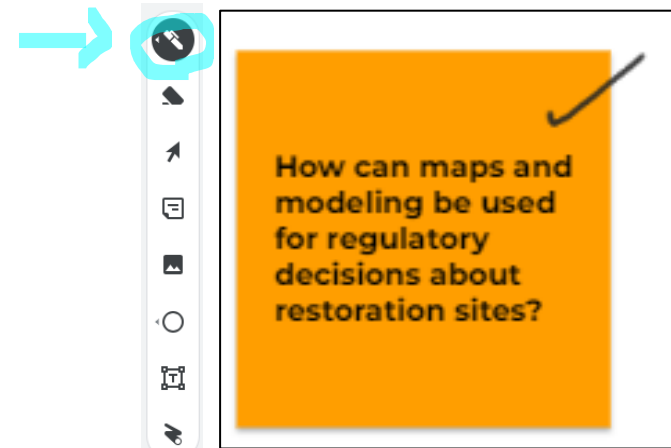 How can maps and
modeling be used
for regulatory
decisions about
restoration sites?